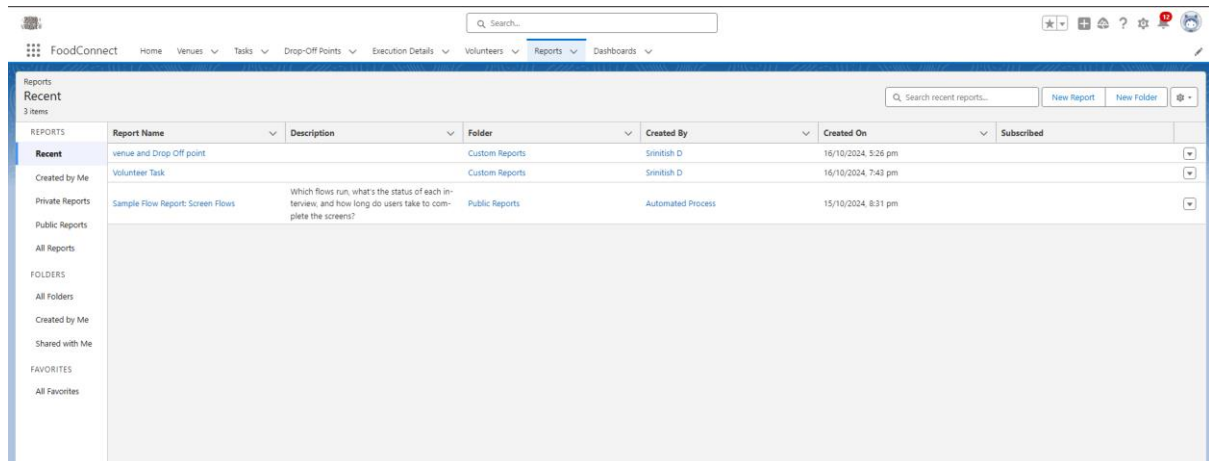 Search...
12
FoodConnect Home Venues Tasks Drop-Off Points Execution Details Volunteers Reports Dashboards
Reports
Recent
3 items
Search recent reports...
New Report
New Folder
REPORTS
Recent
Created by Me
Private Reports
Public Reports
All Reports
FOLDERS
All Folders
Created by Me
Shared with Me
FAVORITES
All Favorites
Report Name Description Folder Created By Created On Subscribed
venue and Drop Off point Custom Reports Srinitish D 16/10/2024, 5:26 pm
Volunteer Task Custom Reports Srinitish D 16/10/2024, 7:43 pm
Which flows run, what's the status of each in-
Sample Flow Report: Screen Flows terview, and how long do users take to com- Public Reports Automated Process 15/10/2024, 8:31 pm
plete the screens?